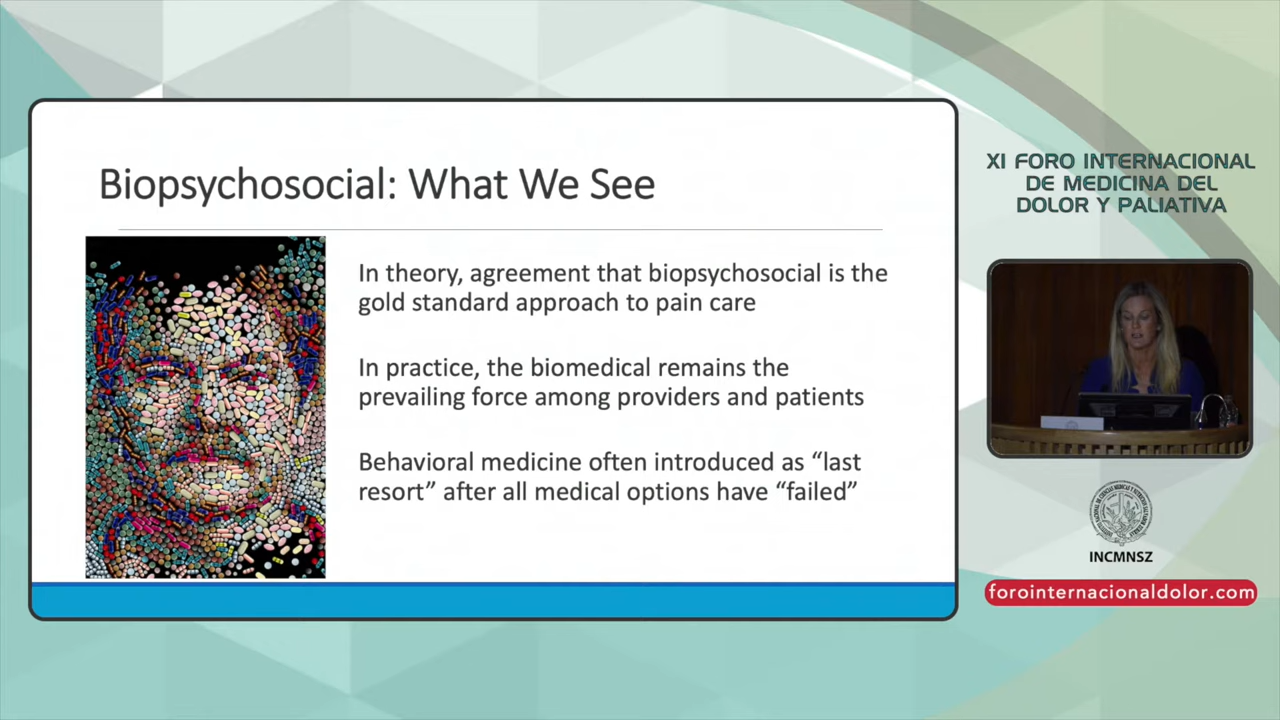 Biopsychosocial: What We See
In theory, agreement that biopsychosocial is the
gold standard approach to pain care
In practice, the biomedical remains the
prevailing force among providers and patients
Behavioral medicine often introduced as “last
resort” after all medical options have “failed”
XI FORO INTERNACIONAL
DE MEDICINA DEL
DOLOR Y PALIATIVA
INCMNSZ
forointernacionaldolor.com